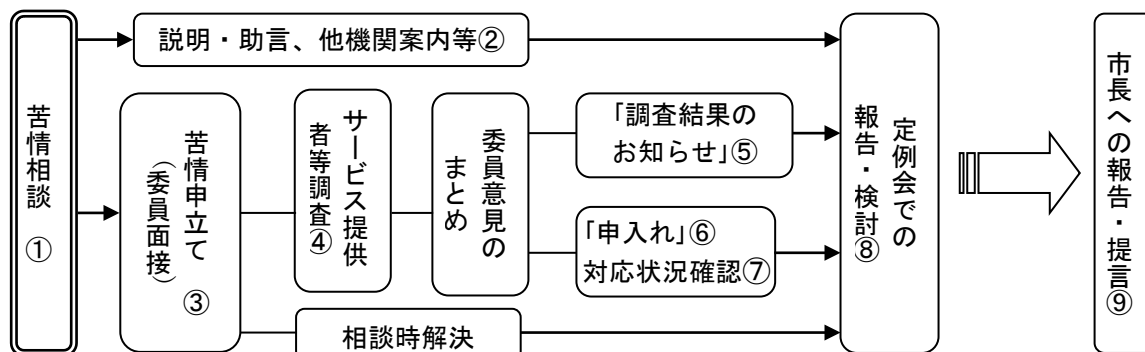 苦情相談 ①
説明・助言、他機関案内等②
苦情申立て ③
(委員面接)
サービス提供
者等調査④
委員意見の
まとめ
「調査結果の
お知らせ」⑤
「申入れ」⑥
対応状況確認⑦
相談時解決
定例会での
報告・検討⑧
市長への報告・提言⑨